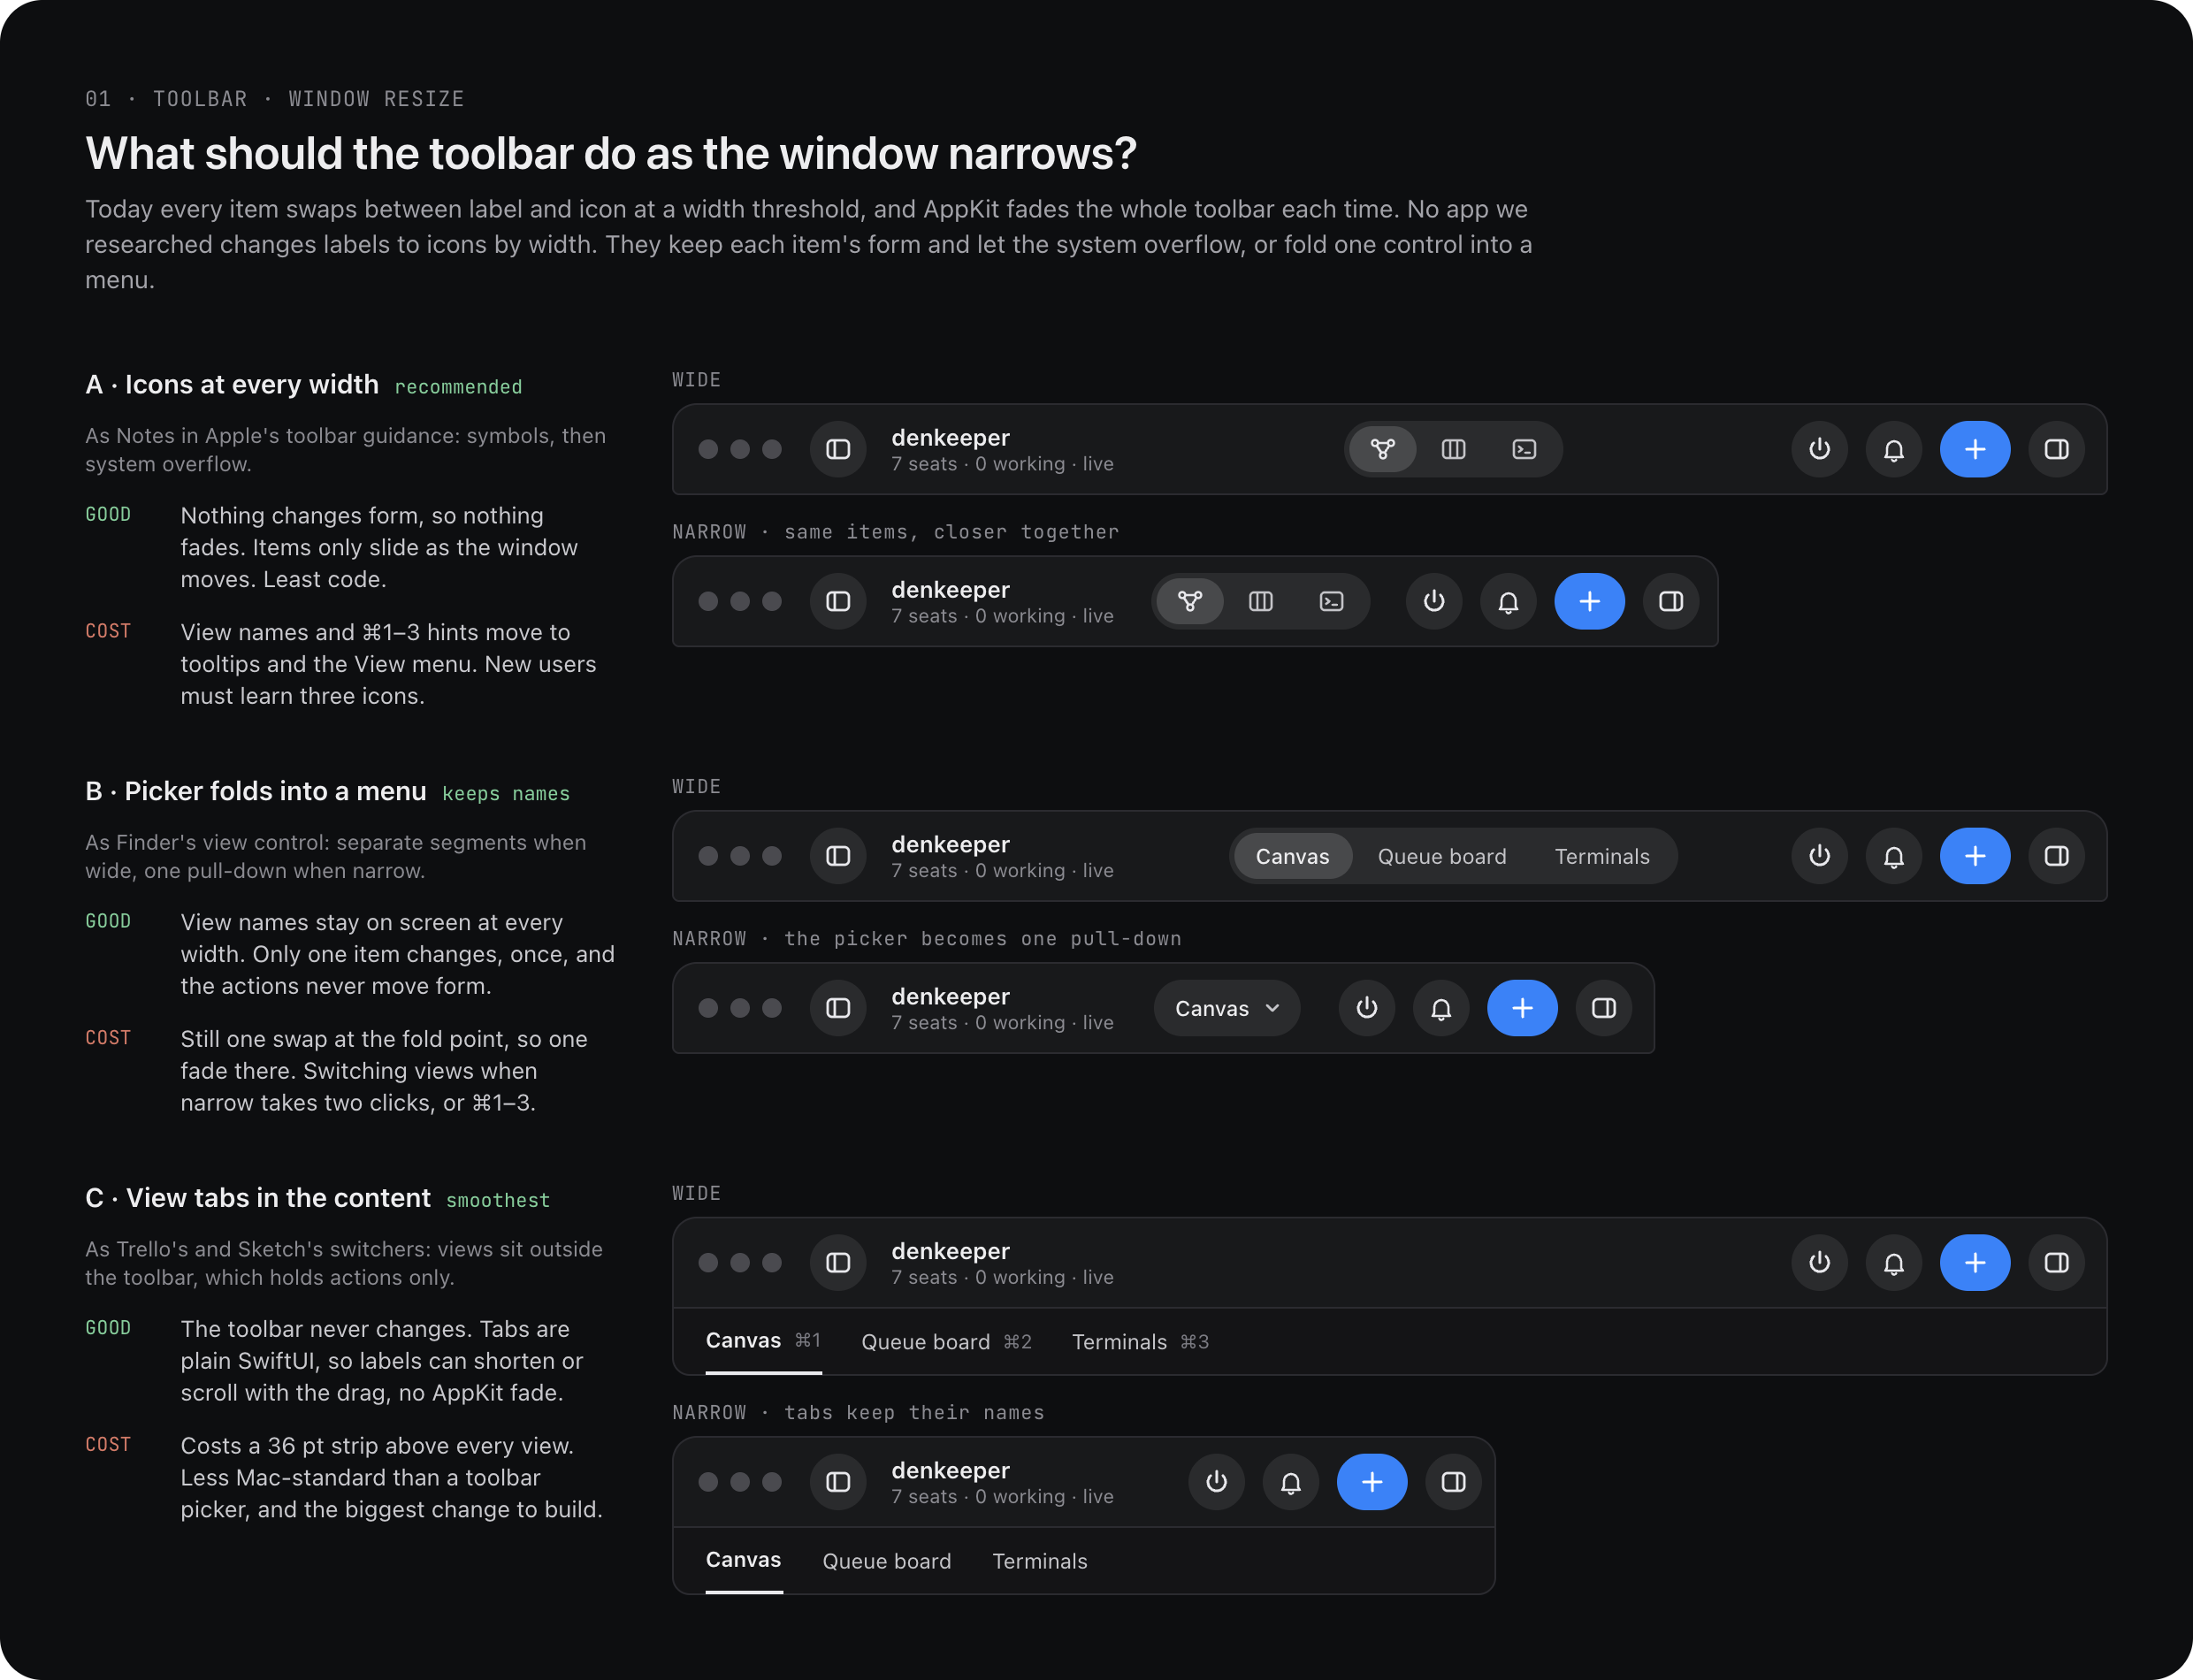 01 · TOOLBAR · WINDOW RESIZE
What should the toolbar do as the window narrows?
Today every item swaps between label and icon at a width threshold, and AppKit fades the whole toolbar each time. No app we
researched changes labels to icons by width. They keep each item's form and let the system overflow, or fold one control into a
menu.
A · Icons at every width recommended
As Notes in Apple's toolbar guidance: symbols, then
system overflow.
GOOD Nothing changes form, so nothing
fades. Items only slide as the window
moves. Least code.
COST View names and ⌘1–3 hints move to
tooltips and the View menu. New users
must learn three icons.
WIDE
denkeeper
7 seats · 0 working · live
NARROW · same items, closer together
denkeeper
7 seats · 0 working · live
B · Picker folds into a menu keeps names
As Finder's view control: separate segments when
wide, one pull-down when narrow.
GOOD View names stay on screen at every
width. Only one item changes, once, and
the actions never move form.
COST Still one swap at the fold point, so one
fade there. Switching views when
narrow takes two clicks, or ⌘1–3.
WIDE
denkeeper
7 seats · 0 working · live
Canvas Queue board Terminals
NARROW · the picker becomes one pull-down
denkeeper
7 seats · 0 working · live
Canvas
C · View tabs in the content smoothest
As Trello's and Sketch's switchers: views sit outside
the toolbar, which holds actions only.
GOOD The toolbar never changes. Tabs are
plain SwiftUI, so labels can shorten or
scroll with the drag, no AppKit fade.
COST Costs a 36 pt strip above every view.
Less Mac-standard than a toolbar
picker, and the biggest change to build.
WIDE
denkeeper
7 seats · 0 working · live
Canvas ⌘1 Queue board ⌘2 Terminals ⌘3
NARROW · tabs keep their names
denkeeper
7 seats · 0 working · live
Canvas Queue board Terminals